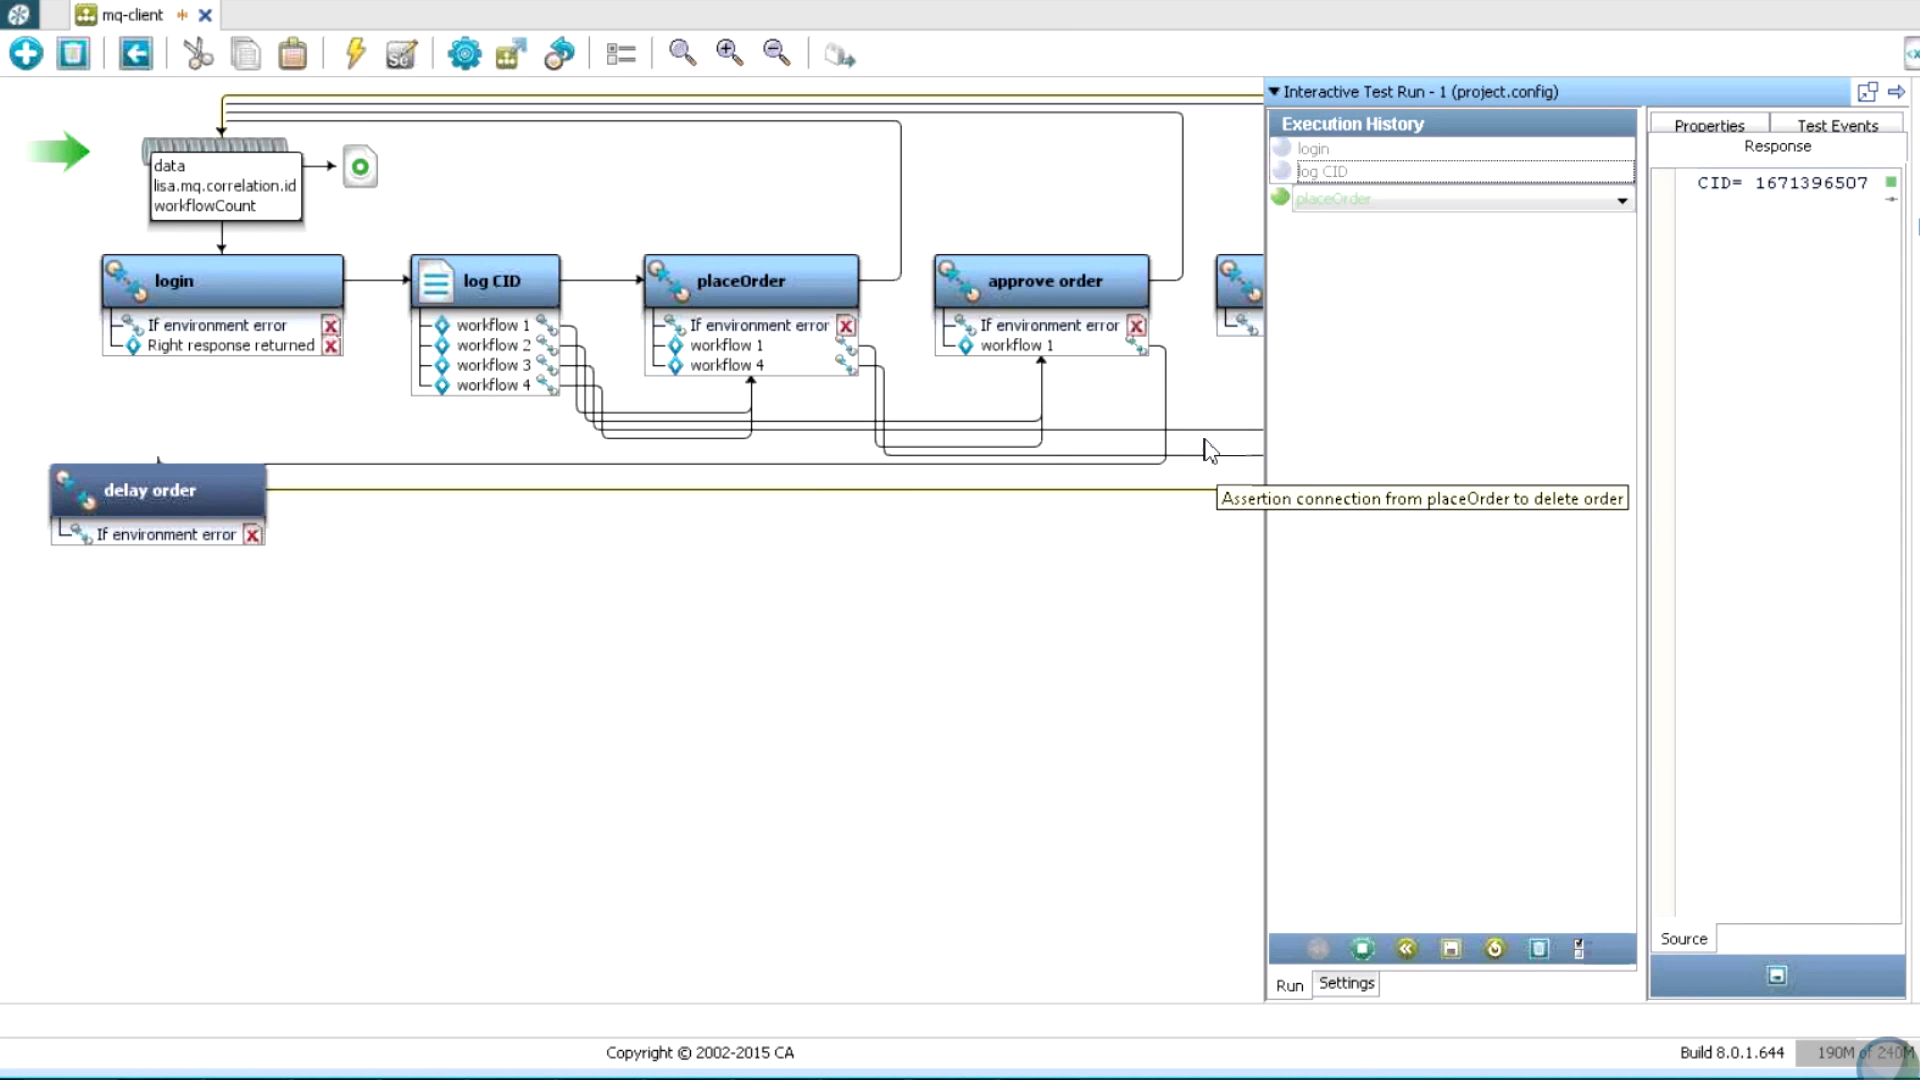 mq-client
Interactive Test Run - 1 (project.config)
Execution History
login
log CID
placeOrder
Properties
Test Events
Response
CID= 1671396507
data
lisa.mq.correlation.id
workflowCount
login
If environment error
Right response returned
log CID
workflow 1
workflow 2
workflow 3
workflow 4
placeOrder
If environment error
workflow 1
workflow 4
approve order
If environment error
workflow 1
delay order
If environment error
Assertion connection from placeOrder to delete order
Source
Run
Settings
Copyright © 2002-2015 CA
Build 8.0.1.644
190M of 240M